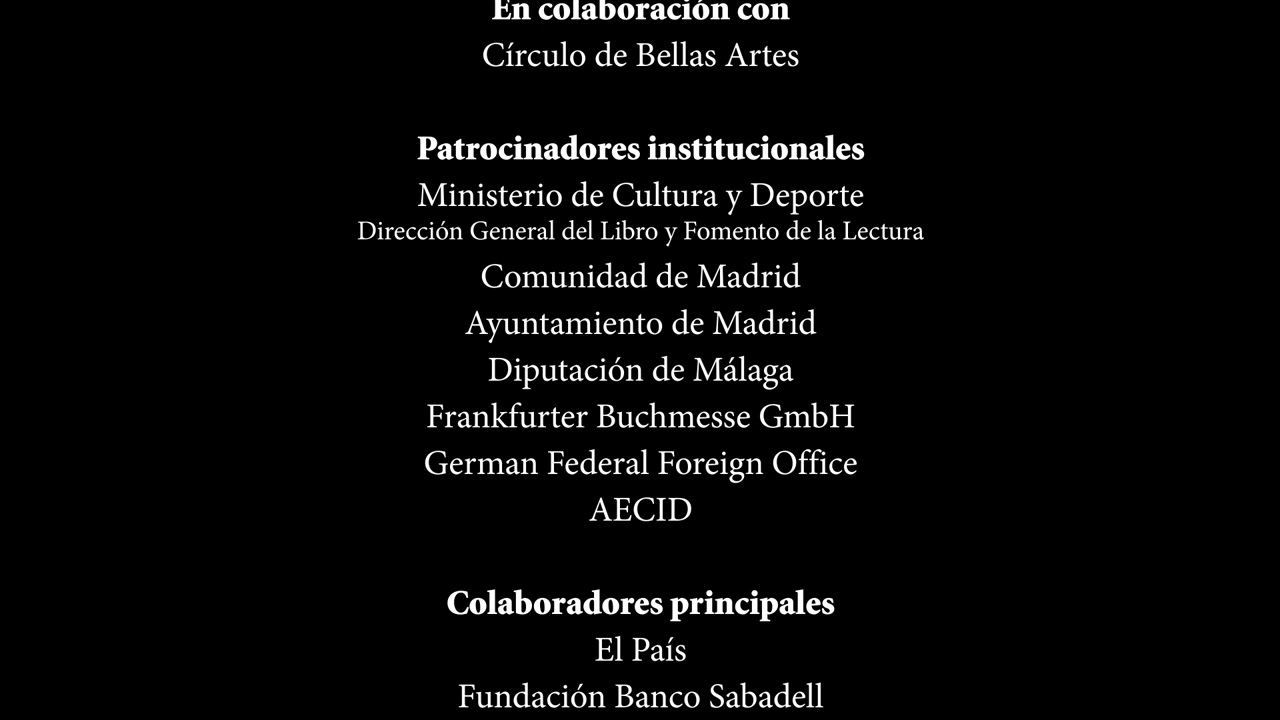 En colaboración con
Círculo de Bellas Artes
Patrocinadores institucionales
Ministerio de Cultura y Deporte
Dirección General del Libro y Fomento de la Lectura
Comunidad de Madrid
Ayuntamiento de Madrid
Diputación de Málaga
Frankfurter Buchmesse GmbH
German Federal Foreign Office
AECID
Colaboradores principales
El País
Fundación Banco Sabadell